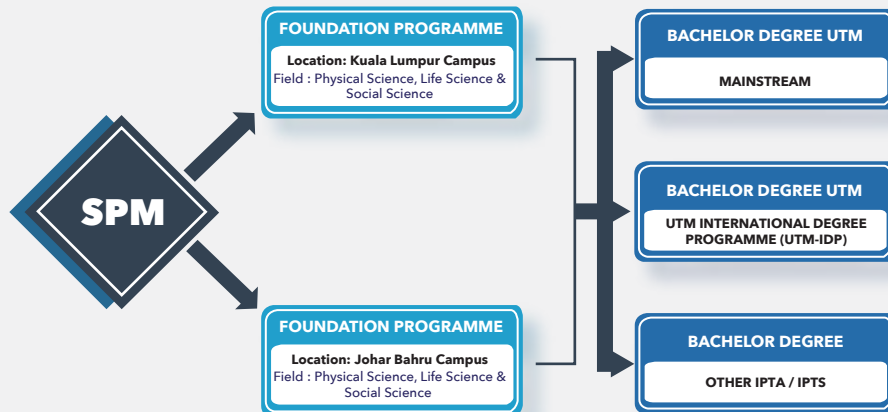 SPM
FOUNDATION PROGRAMME
Location: Kuala Lumpur Campus
Field : Physical Science, Life Science &
Social Science
FOUNDATION PROGRAMME
Location: Johar Bahru Campus
Field : Physical Science, Life Science &
Social Science
BACHELOR DEGREE UTM
MAINSTREAM
BACHELOR DEGREE UTM
UTM INTERNATIONAL DEGREE
PROGRAMME (UTM-IDP)
BACHELOR DEGREE
OTHER IPTA / IPTS